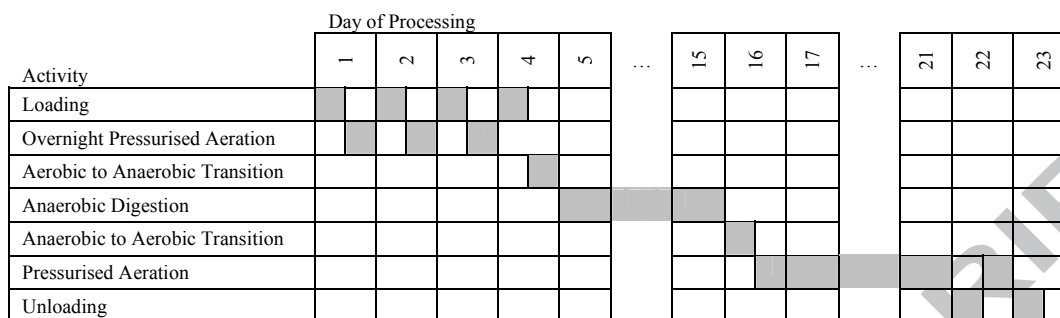 Day of Processing
Activity 1 2 3 4 5 ... 15 16 17 ... 21 22 23
Loading
Overnight Pressurised Aeration
Aerobic to Anaerobic Transition
Anaerobic Digestion
Anaerobic to Aerobic Transition
Pressurised Aeration
Unloading